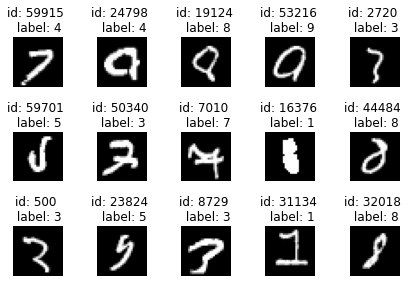 id: 59915
label: 4
id: 24798
label: 4
id: 19124
label: 8
id: 53216
label: 9
id: 2720
label: 3
id: 59701
label: 5
id: 50340
label: 3
id: 7010
label: 7
id: 16376
label: 1
id: 44484
label: 8
id: 500
label: 3
id: 23824
label: 5
id: 8729
label: 3
id: 31134
label: 1
id: 32018
label: 8